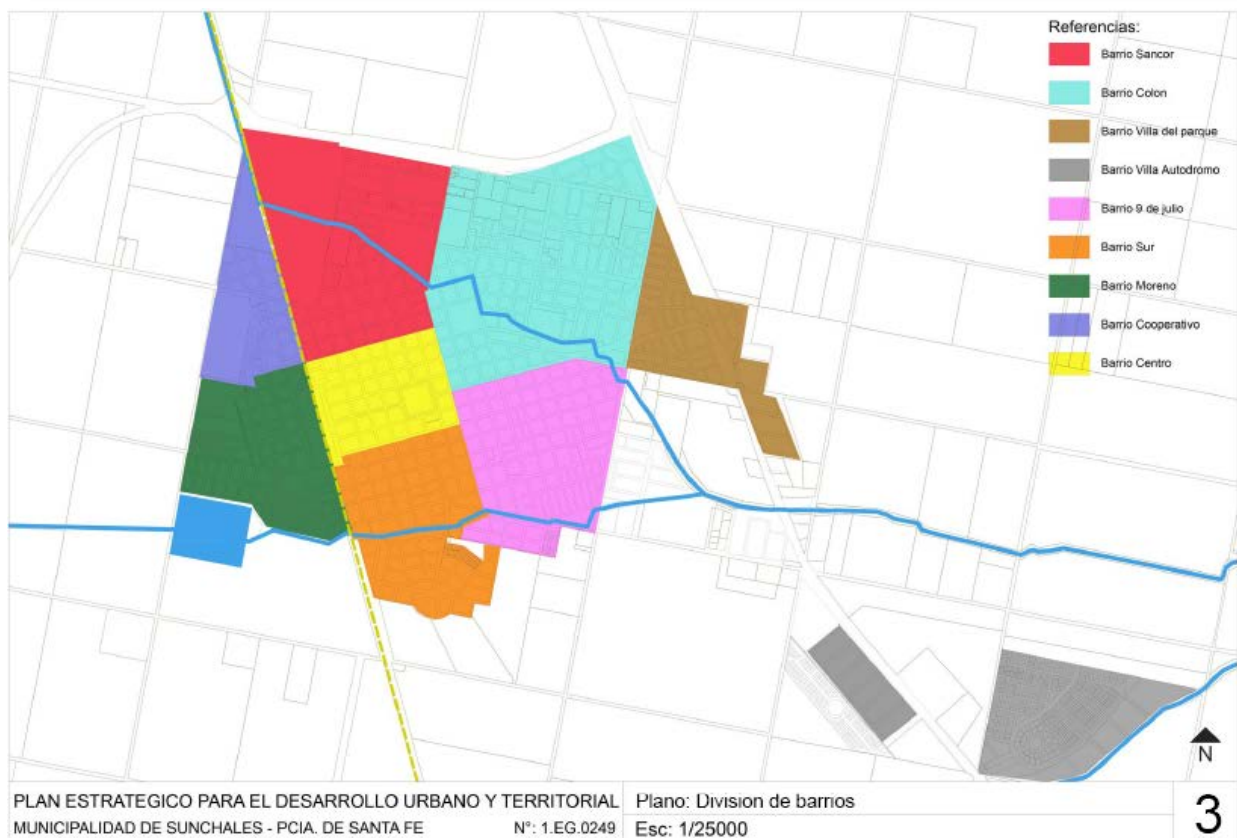 Referencias:
Barrio Sancor
Barrio Colon
Barrio Villa del parque
Barrio Villa Autodromo
Barrio 9 de julio
Barrio Sur
Barrio Moreno
Barrio Cooperativo
Barrio Centro
N
PLAN ESTRATEGICO PARA EL DESARROLLO URBANO Y TERRITORIAL
MUNICIPALIDAD DE SUNCHALES - PCIA. DE SANTA FE N°: 1.EG.0249
Plano: Division de barrios
Esc: 1/25000
3